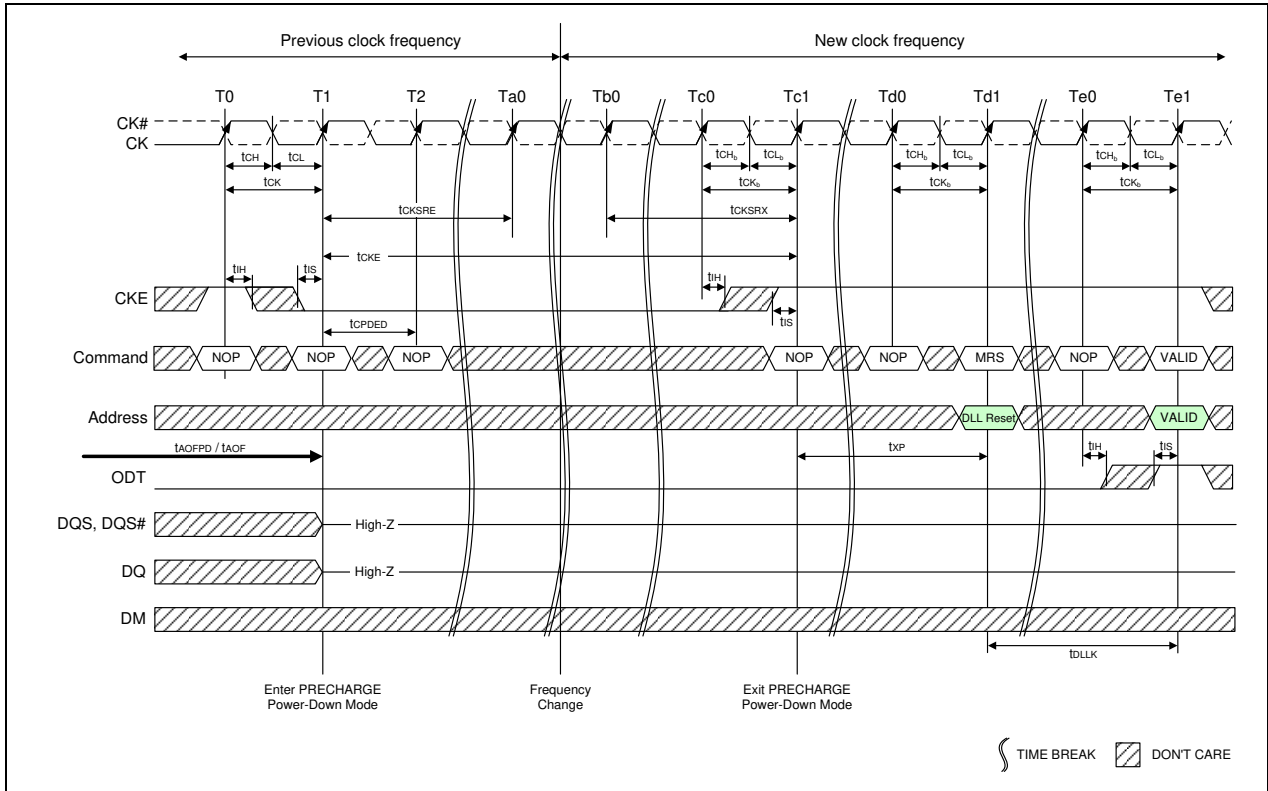 Previous clock frequency New clock frequency
T0 T1 T2 Ta0 Tb0 Tc0 Tc1 Td0 Td1 Te0 Te1
CK#
CK
tCH tCL tCHb tCLb tCHb tCLb tCHb tCLb
tCK tCKb tCKb tCKb
tCKSRE tCKSRX
tCKE
tIH tIS tIH
CKE
tIS
tCPDED
Command NOP NOP NOP NOP NOP MRS NOP VALID
Address DLL Reset VALID
tAOFPD / tAOF tXP tIH tIS
ODT
DQS, DQS# High-Z
DQ High-Z
DM
tDLLK
Enter PRECHARGE
Power-Down Mode
Frequency
Change
Exit PRECHARGE
Power-Down Mode
TIME BREAK DON'T CARE